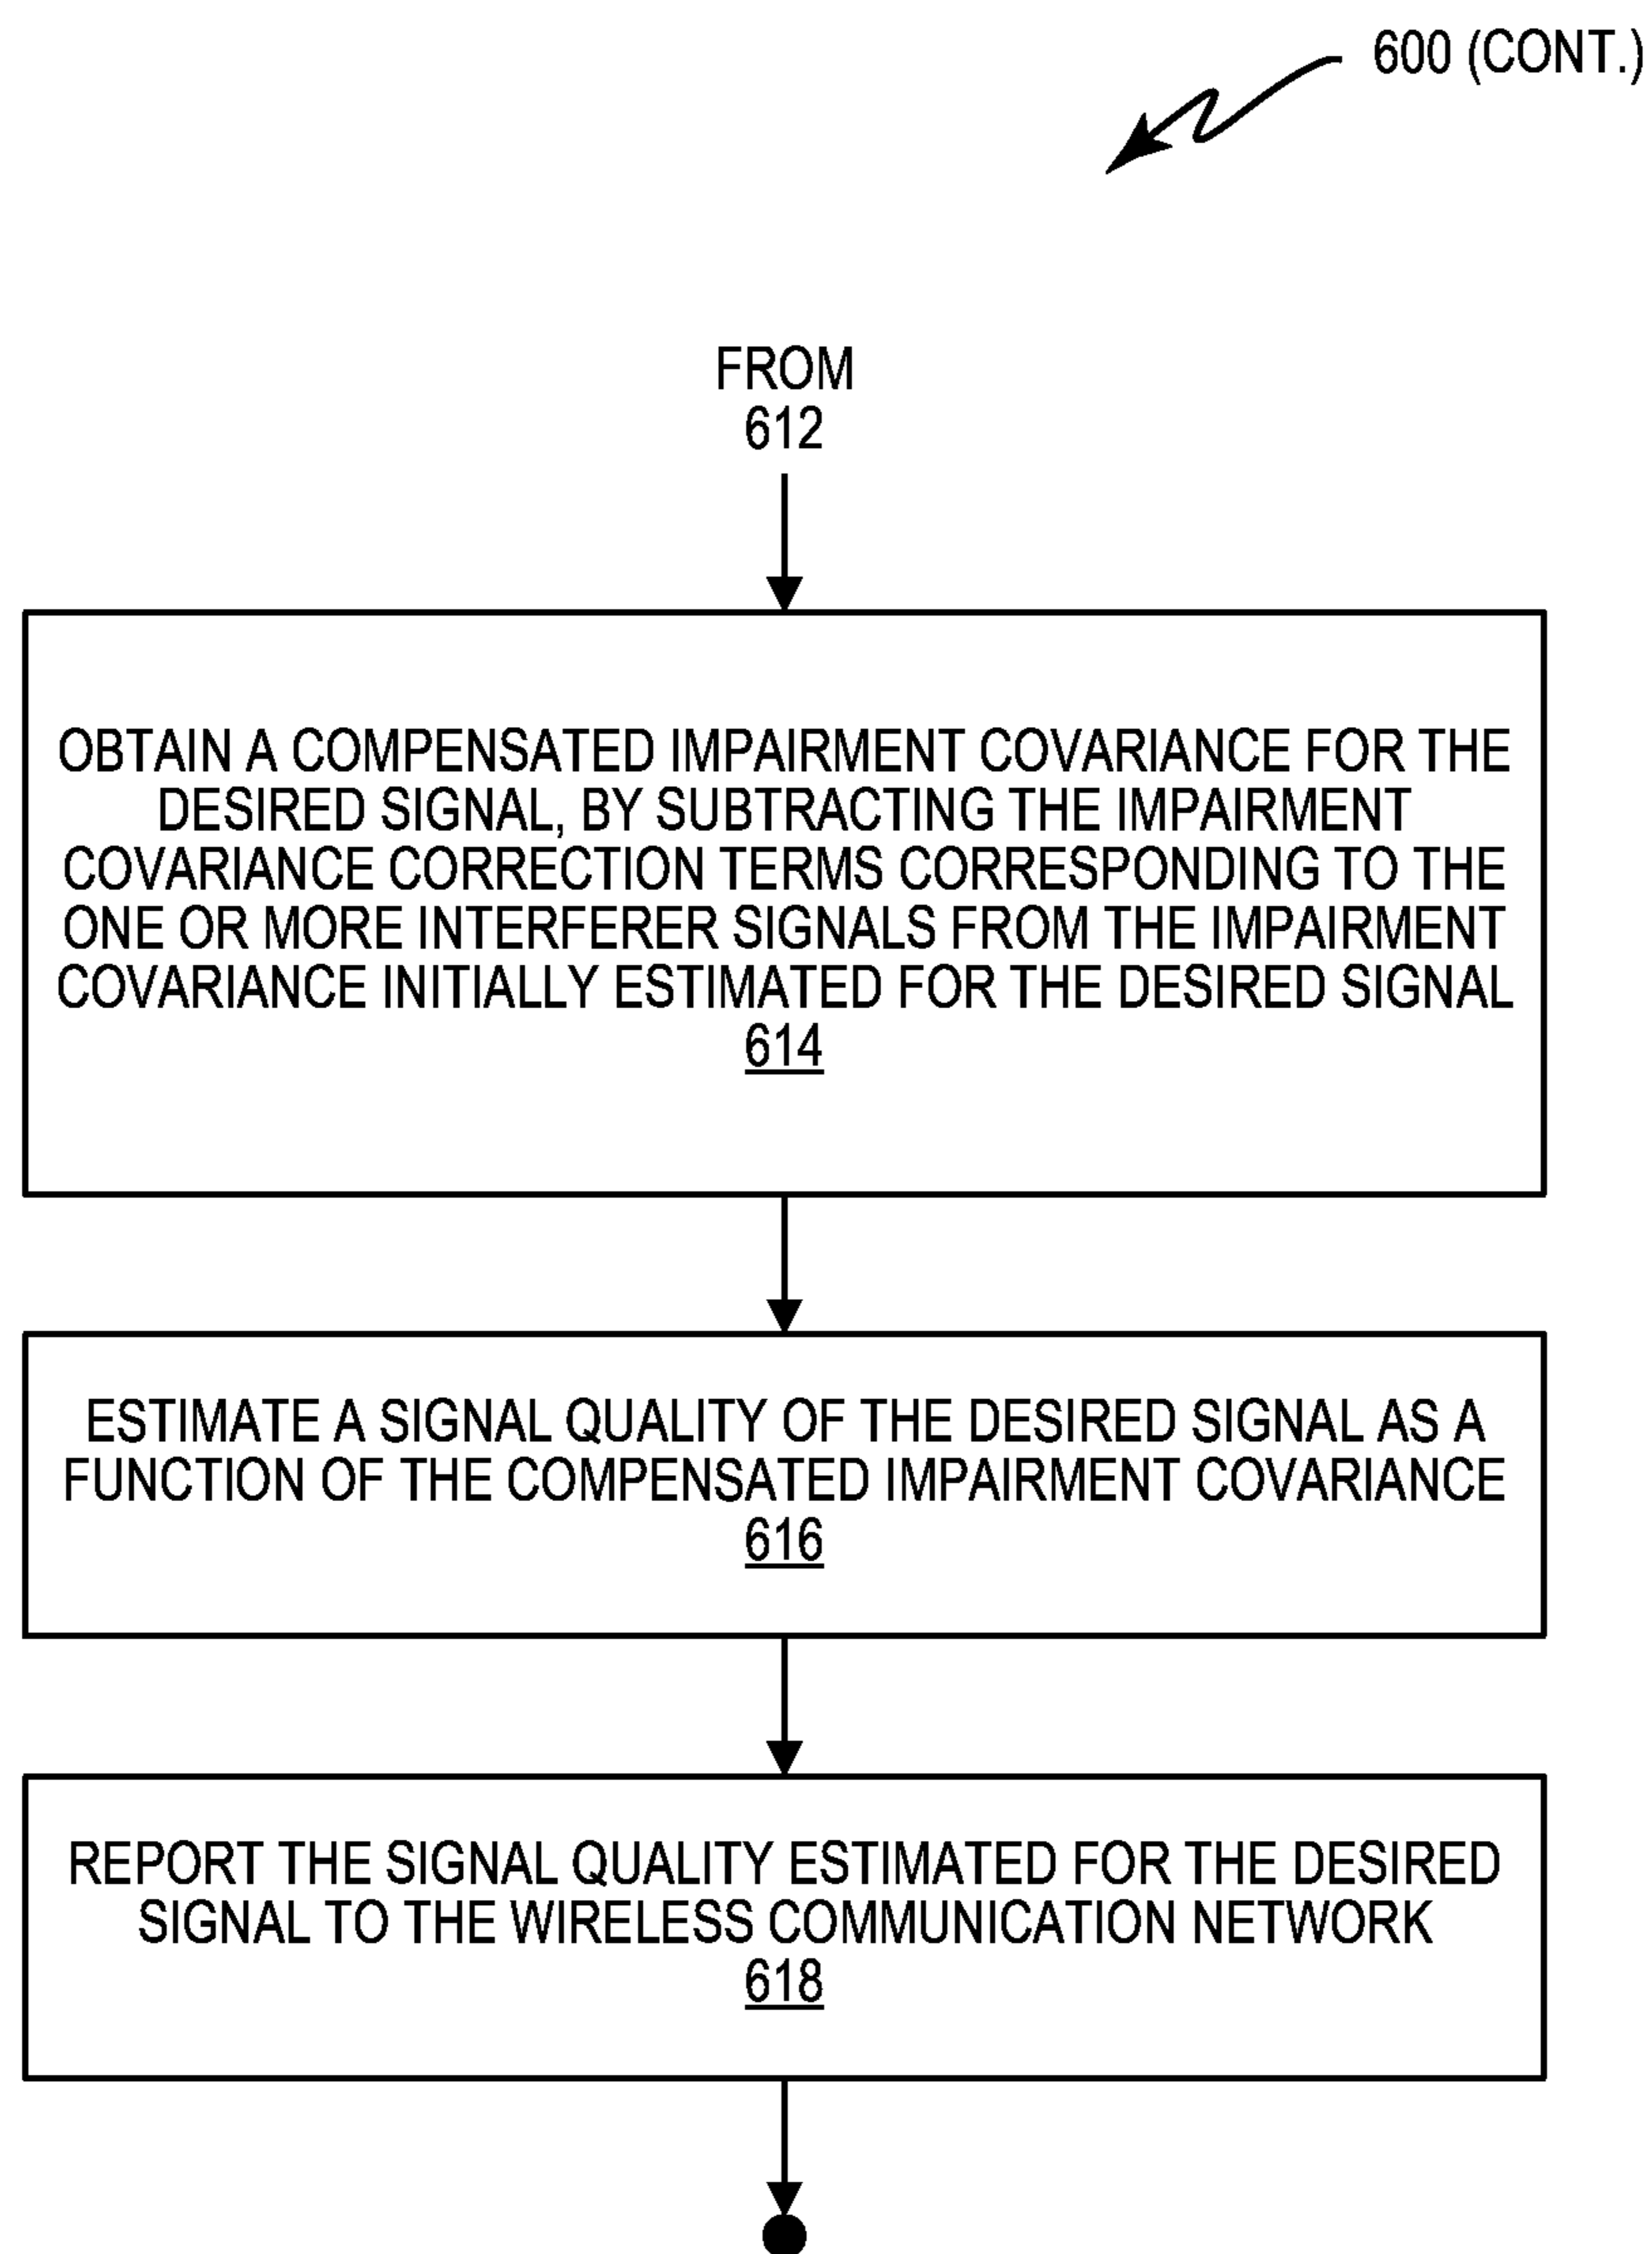 600 (CONT.)
FROM
612
OBTAIN A COMPENSATED IMPAIRMENT COVARIANCE FOR THE
DESIRED SIGNAL, BY SUBTRACTING THE IMPAIRMENT
COVARIANCE CORRECTION TERMS CORRESPONDING TO THE
ONE OR MORE INTERFERER SIGNALS FROM THE IMPAIRMENT
COVARIANCE INITIALLY ESTIMATED FOR THE DESIRED SIGNAL
614
ESTIMATE A SIGNAL QUALITY OF THE DESIRED SIGNAL AS A
FUNCTION OF THE COMPENSATED IMPAIRMENT COVARIANCE
616
REPORT THE SIGNAL QUALITY ESTIMATED FOR THE DESIRED
SIGNAL TO THE WIRELESS COMMUNICATION NETWORK
618